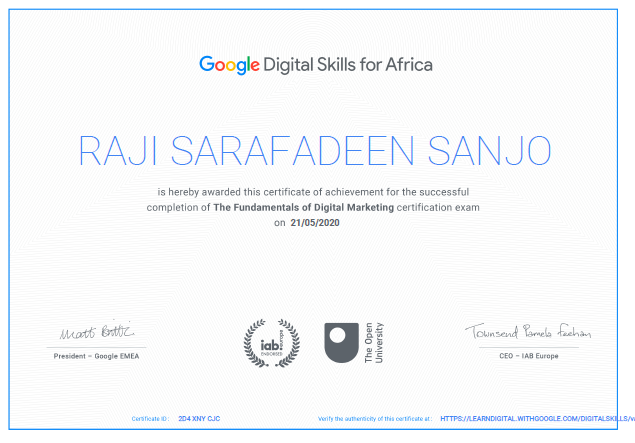 Google Digital Skills for Africa
RAJI SARAFADEEN SANJO
is hereby awarded this certificate of achievement for the successful
completion of The Fundamentals of Digital Marketing certification exam
on 21/05/2020
Matt Brittin
Townsend Pamela Feehan
President – Google EMEA
iab europe
ENDORSED
The Open
University
CEO – IAB Europe
Certificate ID: 2D4 XNY CJC
Verify the authenticity of this certificate at: HTTPS://LEARNDIGITAL.WITHGOOGLE.COM/DIGITALSKILLS/